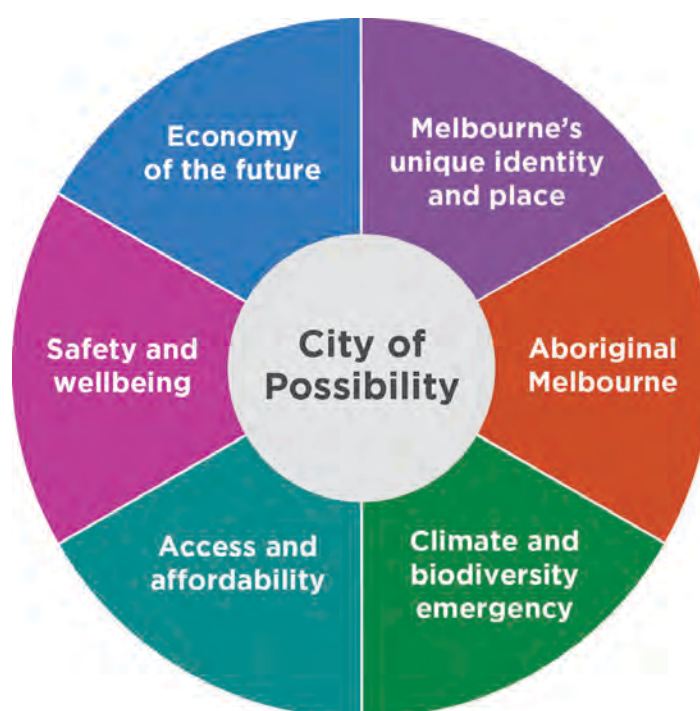 Economy
of the future
Melbourne's
unique identity
and place
Safety and
wellbeing
City of
Possibility
Aboriginal
Melbourne
Access and
affordability
Climate and
biodiversity
emergency